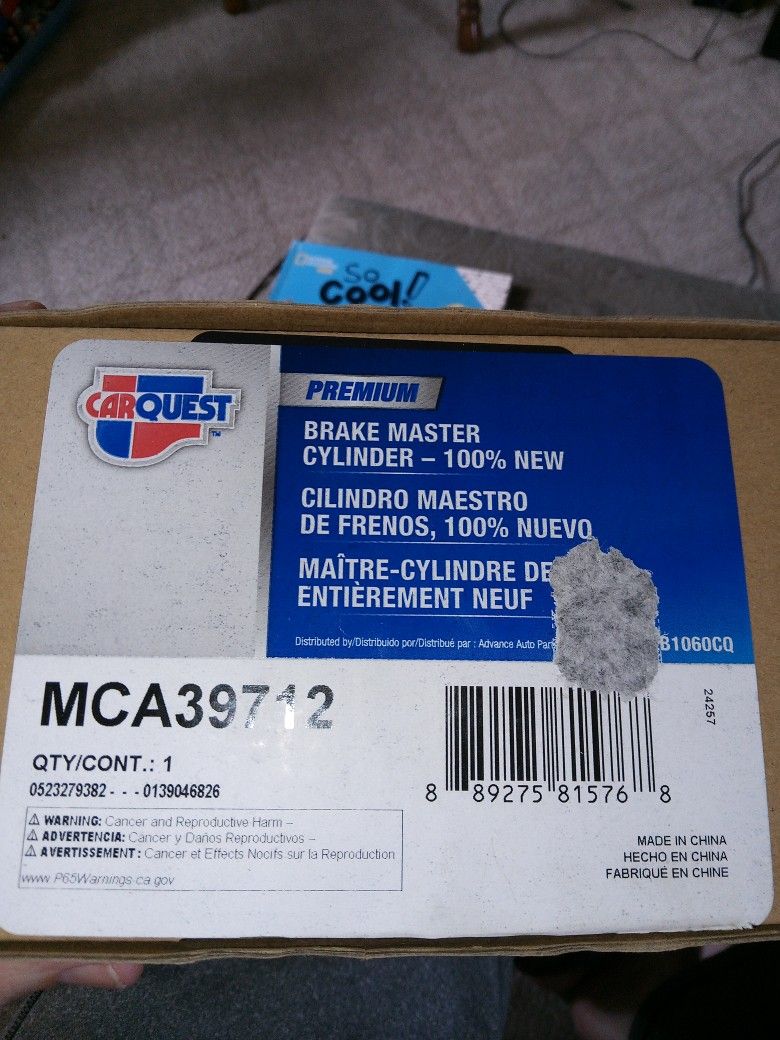 So
Cool!
CARQUEST™
PREMIUM
BRAKE MASTER
CYLINDER – 100% NEW
CILINDRO MAESTRO
DE FRENOS, 100% NUEVO
MAÎTRE-CYLINDRE DE
ENTIÈREMENT NEUF
Distributed by/Distribuido por/Distribué par : Advance Auto B1060CQ
MCA39712
24257
QTY/CONT.: 1
0523279382 - - - 0139046826
8 89275 81576 8
⚠ WARNING: Cancer and Reproductive Harm –
⚠ ADVERTENCIA: Cáncer y Daños Reproductivos –
⚠ AVERTISSEMENT : Cancer et Effets Nocifs sur la Reproduction
www.P65Warnings.ca.gov
MADE IN CHINA
HECHO EN CHINA
FABRIQUÉ EN CHINE